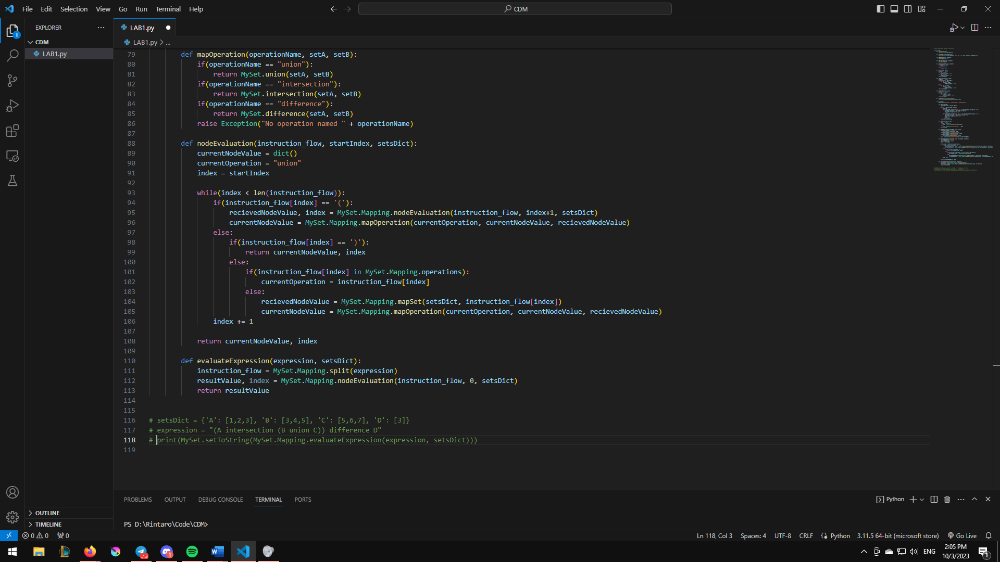 File Edit Selection View Go Run Terminal Help
CDM
EXPLORER
CDM
LAB1.py
1
LAB1.py
LAB1.py > ...
79 def mapOperation(operationName, setA, setB):
80 if(operationName == "union"):
81 return MySet.union(setA, setB)
82 if(operationName == "intersection"):
83 return MySet.intersection(setA, setB)
84 if(operationName == "difference"):
85 return MySet.difference(setA, setB)
86 raise Exception("No operation named " + operationName)
87
88 def nodeEvaluation(instruction_flow, startIndex, setsDict):
89 currentNodeValue = dict()
90 currentOperation = "union"
91 index = startIndex
92
93 while(index < len(instruction_flow)):
94 if(instruction_flow[index] == '('):
95 recievedNodeValue, index = MySet.Mapping.nodeEvaluation(instruction_flow, index+1, setsDict)
96 currentNodeValue = MySet.Mapping.mapOperation(currentOperation, currentNodeValue, recievedNodeValue)
97 else:
98 if(instruction_flow[index] == ')'):
99 return currentNodeValue, index
100 else:
101 if(instruction_flow[index] in MySet.Mapping.operations):
102 currentOperation = instruction_flow[index]
103 else:
104 recievedNodeValue = MySet.Mapping.mapSet(setsDict, instruction_flow[index])
105 currentNodeValue = MySet.Mapping.mapOperation(currentOperation, currentNodeValue, recievedNodeValue)
106 index += 1
107
108 return currentNodeValue, index
109
110 def evaluateExpression(expression, setsDict):
111 instruction_flow = MySet.Mapping.split(expression)
112 resultValue, index = MySet.Mapping.nodeEvaluation(instruction_flow, 0, setsDict)
113 return resultValue
114
115
116 # setsDict = {'A': [1,2,3], 'B': [3,4,5], 'C': [5,6,7], 'D': [3]}
117 # expression = "(A intersection (B union C)) difference D"
118 # print(MySet.setToString(MySet.Mapping.evaluateExpression(expression, setsDict)))
119
PROBLEMS OUTPUT DEBUG CONSOLE TERMINAL PORTS
Python
PS D:\Rintaro\Code\CDM>
OUTLINE
TIMELINE
0 0 0
Ln 118, Col 3 Spaces: 4 UTF-8 CRLF Python 3.11.5 64-bit (microsoft store) Go Live
13
1
ENG
2:05 PM
10/3/2023
1